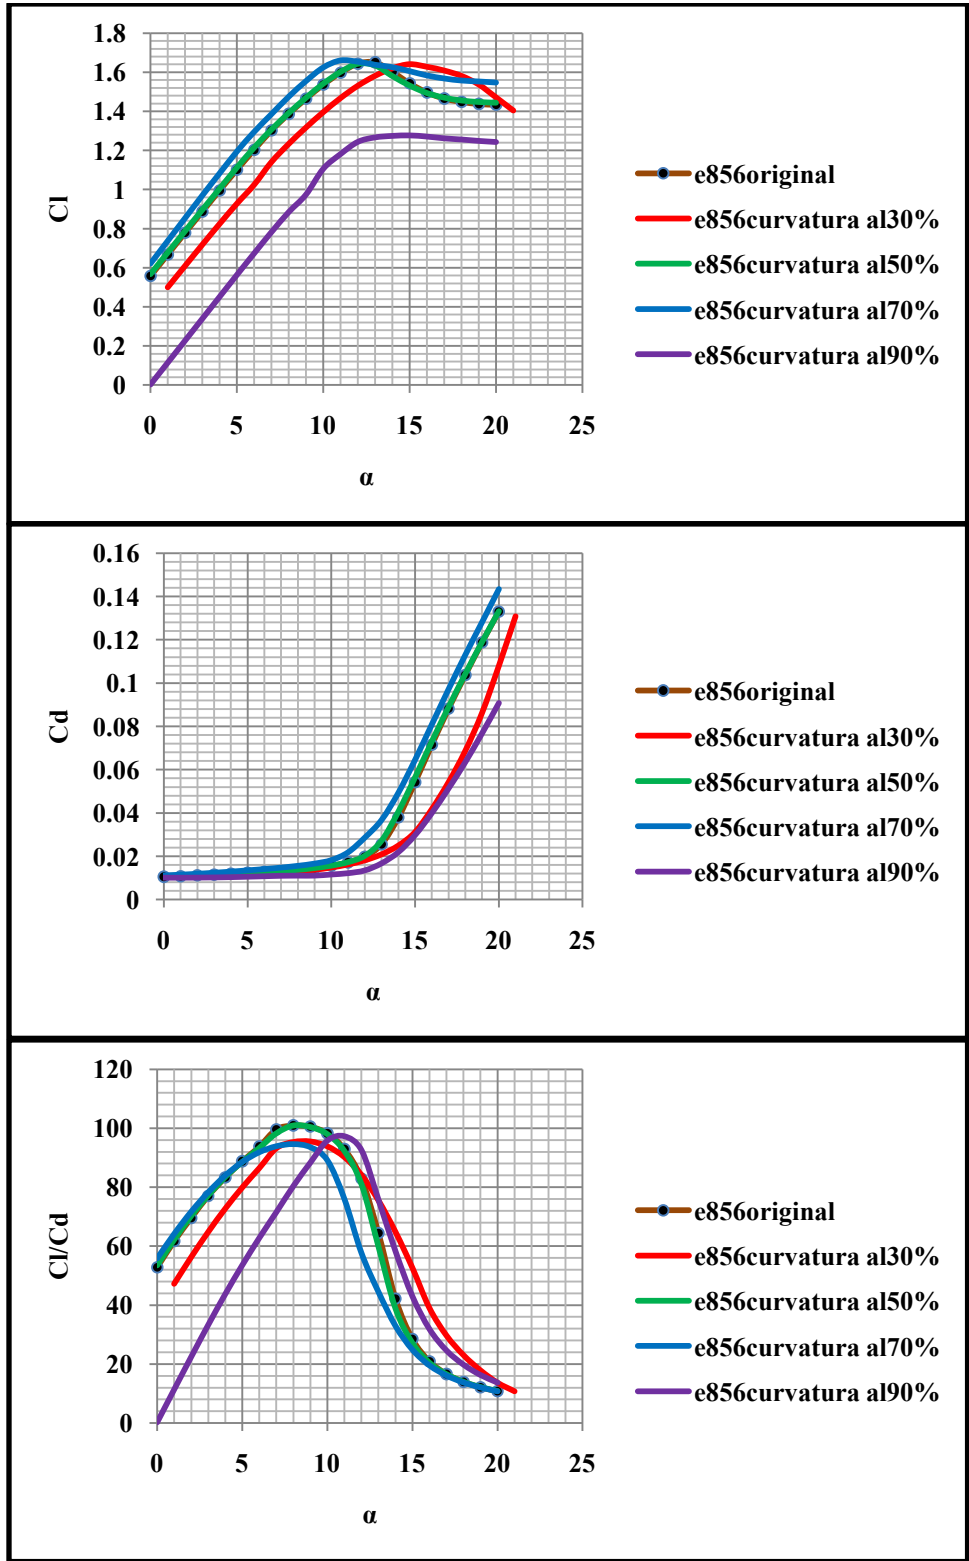 1.8
1.6
1.4
1.2
1
0.8
0.6
0.4
0.2
0
Cl
0 5 10 15 20 25
α
e856original
e856curvatura al30%
e856curvatura al50%
e856curvatura al70%
e856curvatura al90%
0.16
0.14
0.12
0.1
0.08
0.06
0.04
0.02
0
Cd
0 5 10 15 20 25
α
e856original
e856curvatura al30%
e856curvatura al50%
e856curvatura al70%
e856curvatura al90%
120
100
80
60
40
20
0
Cl/Cd
0 5 10 15 20 25
α
e856original
e856curvatura al30%
e856curvatura al50%
e856curvatura al70%
e856curvatura al90%